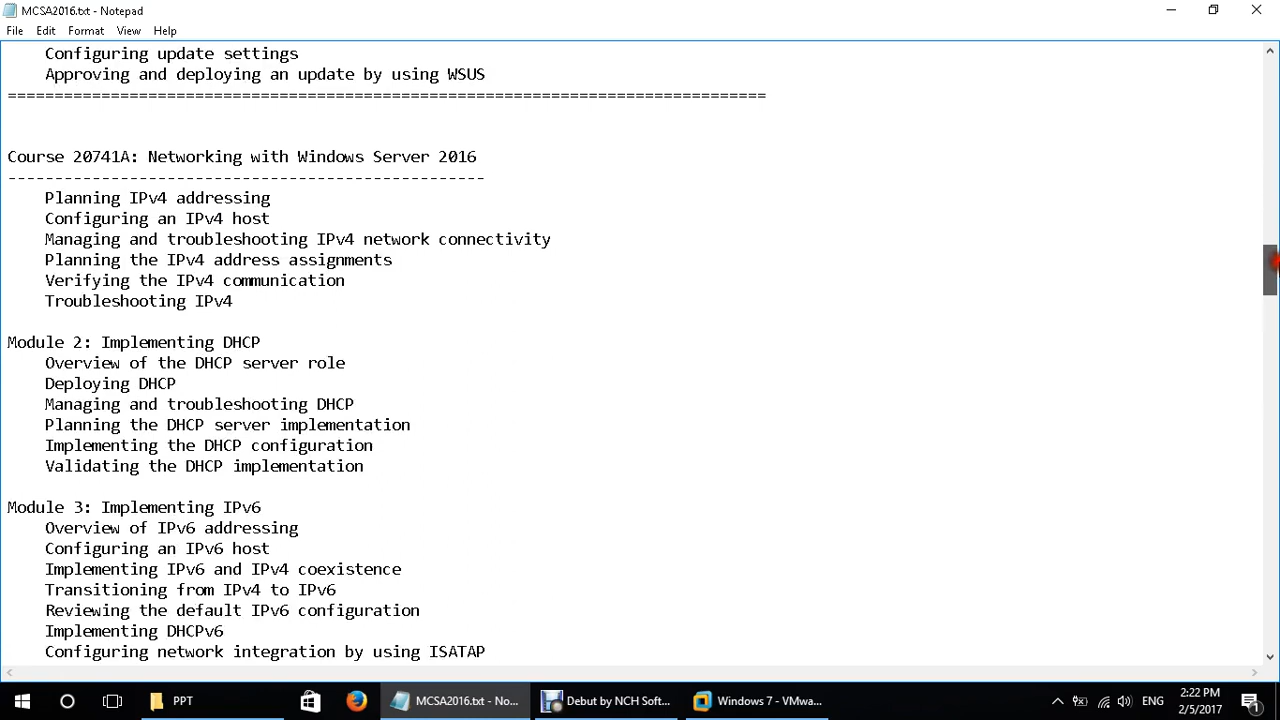 MCSA2016.txt - Notepad
File Edit Format View Help
Configuring update settings
Approving and deploying an update by using WSUS
=================================================================================
Course 20741A: Networking with Windows Server 2016
---------------------------------------------------
Planning IPv4 addressing
Configuring an IPv4 host
Managing and troubleshooting IPv4 network connectivity
Planning the IPv4 address assignments
Verifying the IPv4 communication
Troubleshooting IPv4
Module 2: Implementing DHCP
Overview of the DHCP server role
Deploying DHCP
Managing and troubleshooting DHCP
Planning the DHCP server implementation
Implementing the DHCP configuration
Validating the DHCP implementation
Module 3: Implementing IPv6
Overview of IPv6 addressing
Configuring an IPv6 host
Implementing IPv6 and IPv4 coexistence
Transitioning from IPv4 to IPv6
Reviewing the default IPv6 configuration
Implementing DHCPv6
Configuring network integration by using ISATAP
PPT MCSA2016.txt - No... Debut by NCH Soft... Windows 7 - VMwa... ENG 2:22 PM
2/5/2017 1